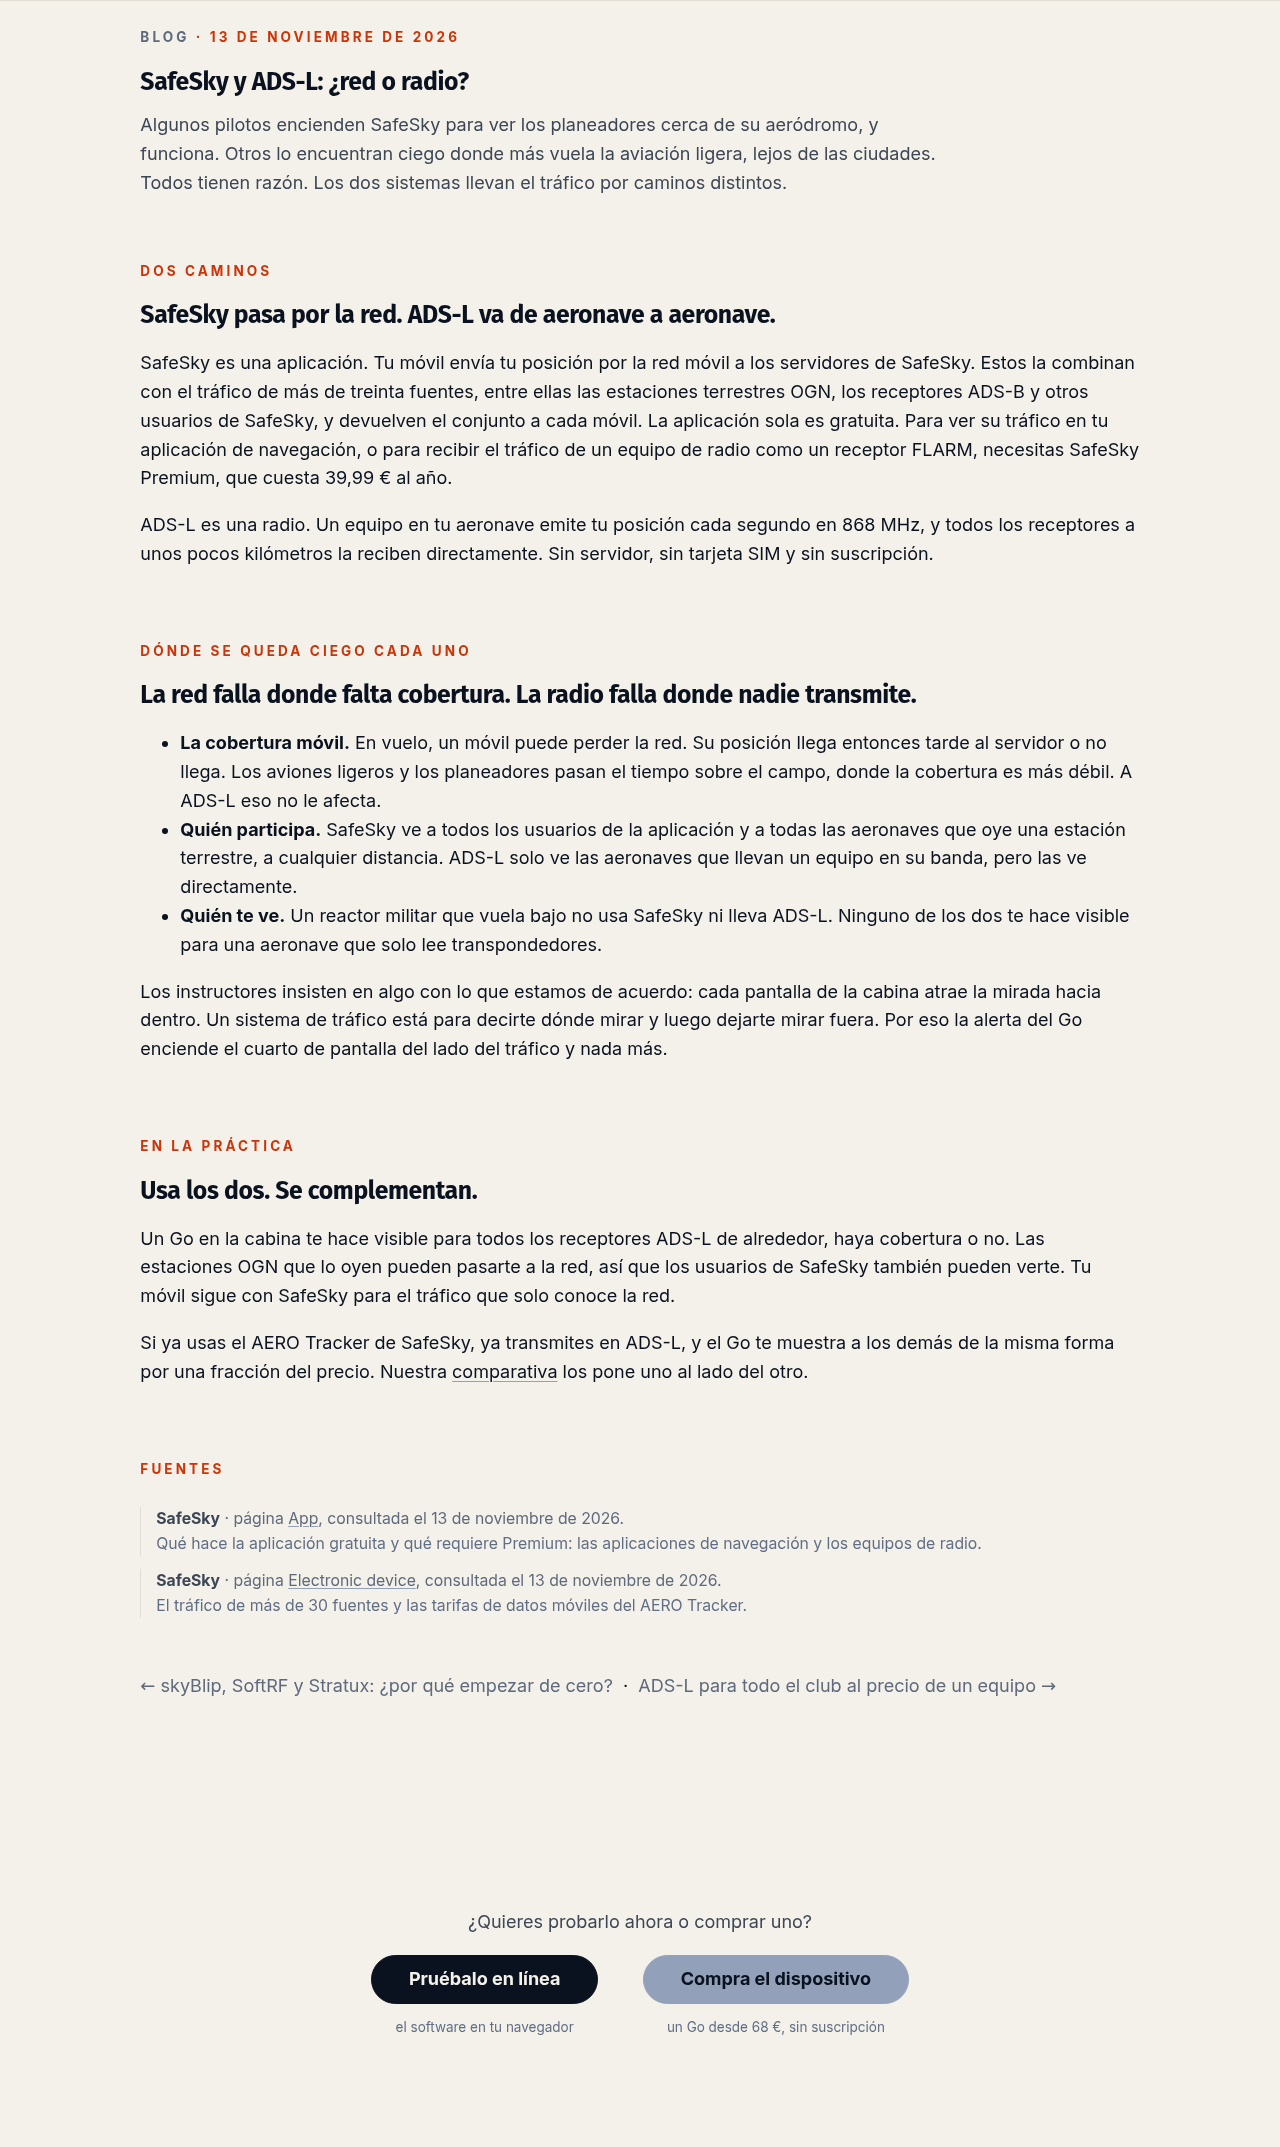 BLOG · 13 DE NOVIEMBRE DE 2026
SafeSky y ADS-L: ¿red o radio?
Algunos pilotos encienden SafeSky para ver los planeadores cerca de su aeródromo, y
funciona. Otros lo encuentran ciego donde más vuela la aviación ligera, lejos de las ciudades.
Todos tienen razón. Los dos sistemas llevan el tráfico por caminos distintos.
DOS CAMINOS
SafeSky pasa por la red. ADS-L va de aeronave a aeronave.
SafeSky es una aplicación. Tu móvil envía tu posición por la red móvil a los servidores de SafeSky. Estos la combinan
con el tráfico de más de treinta fuentes, entre ellas las estaciones terrestres OGN, los receptores ADS-B y otros
usuarios de SafeSky, y devuelven el conjunto a cada móvil. La aplicación sola es gratuita. Para ver su tráfico en tu
aplicación de navegación, o para recibir el tráfico de un equipo de radio como un receptor FLARM, necesitas SafeSky
Premium, que cuesta 39,99 € al año.
ADS-L es una radio. Un equipo en tu aeronave emite tu posición cada segundo en 868 MHz, y todos los receptores a
unos pocos kilómetros la reciben directamente. Sin servidor, sin tarjeta SIM y sin suscripción.
DÓNDE SE QUEDA CIEGO CADA UNO
La red falla donde falta cobertura. La radio falla donde nadie transmite.
• La cobertura móvil. En vuelo, un móvil puede perder la red. Su posición llega entonces tarde al servidor o no
llega. Los aviones ligeros y los planeadores pasan el tiempo sobre el campo, donde la cobertura es más débil. A
ADS-L eso no le afecta.
• Quién participa. SafeSky ve a todos los usuarios de la aplicación y a todas las aeronaves que oye una estación
terrestre, a cualquier distancia. ADS-L solo ve las aeronaves que llevan un equipo en su banda, pero las ve
directamente.
• Quién te ve. Un reactor militar que vuela bajo no usa SafeSky ni lleva ADS-L. Ninguno de los dos te hace visible
para una aeronave que solo lee transpondedores.
Los instructores insisten en algo con lo que estamos de acuerdo: cada pantalla de la cabina atrae la mirada hacia
dentro. Un sistema de tráfico está para decirte dónde mirar y luego dejarte mirar fuera. Por eso la alerta del Go
enciende el cuarto de pantalla del lado del tráfico y nada más.
EN LA PRÁCTICA
Usa los dos. Se complementan.
Un Go en la cabina te hace visible para todos los receptores ADS-L de alrededor, haya cobertura o no. Las
estaciones OGN que lo oyen pueden pasarte a la red, así que los usuarios de SafeSky también pueden verte. Tu
móvil sigue con SafeSky para el tráfico que solo conoce la red.
Si ya usas el AERO Tracker de SafeSky, ya transmites en ADS-L, y el Go te muestra a los demás de la misma forma
por una fracción del precio. Nuestra comparativa los pone uno al lado del otro.
FUENTES
SafeSky · página App, consultada el 13 de noviembre de 2026.
Qué hace la aplicación gratuita y qué requiere Premium: las aplicaciones de navegación y los equipos de radio.
SafeSky · página Electronic device, consultada el 13 de noviembre de 2026.
El tráfico de más de 30 fuentes y las tarifas de datos móviles del AERO Tracker.
← skyBlip, SoftRF y Stratux: ¿por qué empezar de cero? · ADS-L para todo el club al precio de un equipo →
¿Quieres probarlo ahora o comprar uno?
Pruébalo en línea
Compra el dispositivo
el software en tu navegador
un Go desde 68 €, sin suscripción